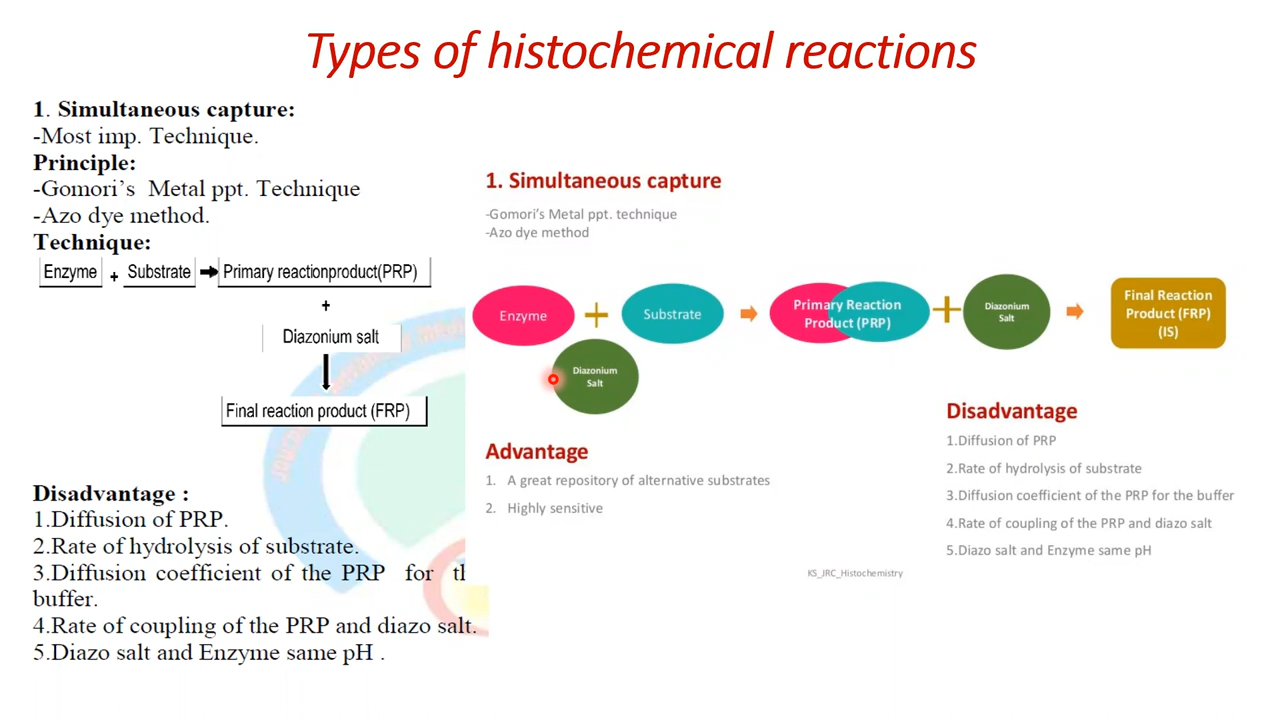 Types of histochemical reactions
1. Simultaneous capture:
-Most imp. Technique.
Principle:
-Gomori's Metal ppt. Technique
-Azo dye method.
Technique:
Enzyme + Substrate Primary reactionproduct(PRP)
+
Diazonium salt
Final reaction product (FRP)
Disadvantage :
1.Diffusion of PRP.
2.Rate of hydrolysis of substrate.
3.Diffusion coefficient of the PRP for
buffer.
4.Rate of coupling of the PRP and diazo salt.
5.Diazo salt and Enzyme same pH .
1. Simultaneous capture
-Gomori's Metal ppt. technique
-Azo dye method
Enzyme + Substrate
Primary Reaction
Product (PRP)
+
Diazonium
Salt
Final Reaction
Product (FRP)
(IS)
Diazonium
Salt
Advantage
1. A great repository of alternative substrates
2. Highly sensitive
Disadvantage
1.Diffusion of PRP
2.Rate of hydrolysis of substrate
3.Diffusion coefficient of the PRP for the buffer
4.Rate of coupling of the PRP and diazo salt
5.Diazo salt and Enzyme same pH
KS_JRC_Histochemistry